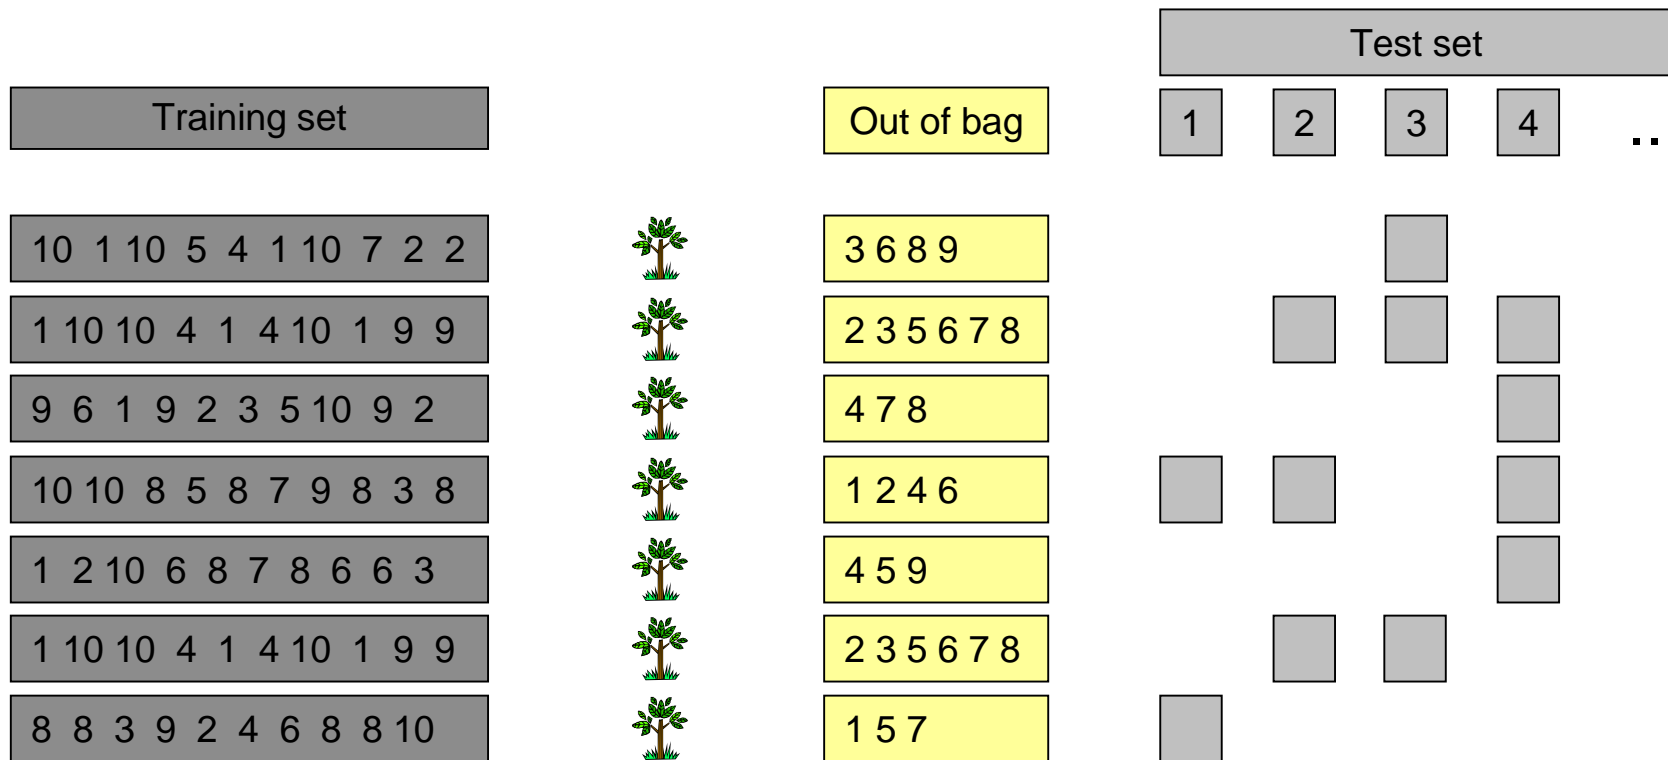 Test set
Training set Out of bag 1 2 3 4 ..
10 1 10 5 4 1 10 7 2 2 3 6 8 9
1 10 10 4 1 4 10 1 9 9 2 3 5 6 7 8
9 6 1 9 2 3 5 10 9 2 4 7 8
10 10 8 5 8 7 9 8 3 8 1 2 4 6
1 2 10 6 8 7 8 6 6 3 4 5 9
1 10 10 4 1 4 10 1 9 9 2 3 5 6 7 8
8 8 3 9 2 4 6 8 8 10 1 5 7